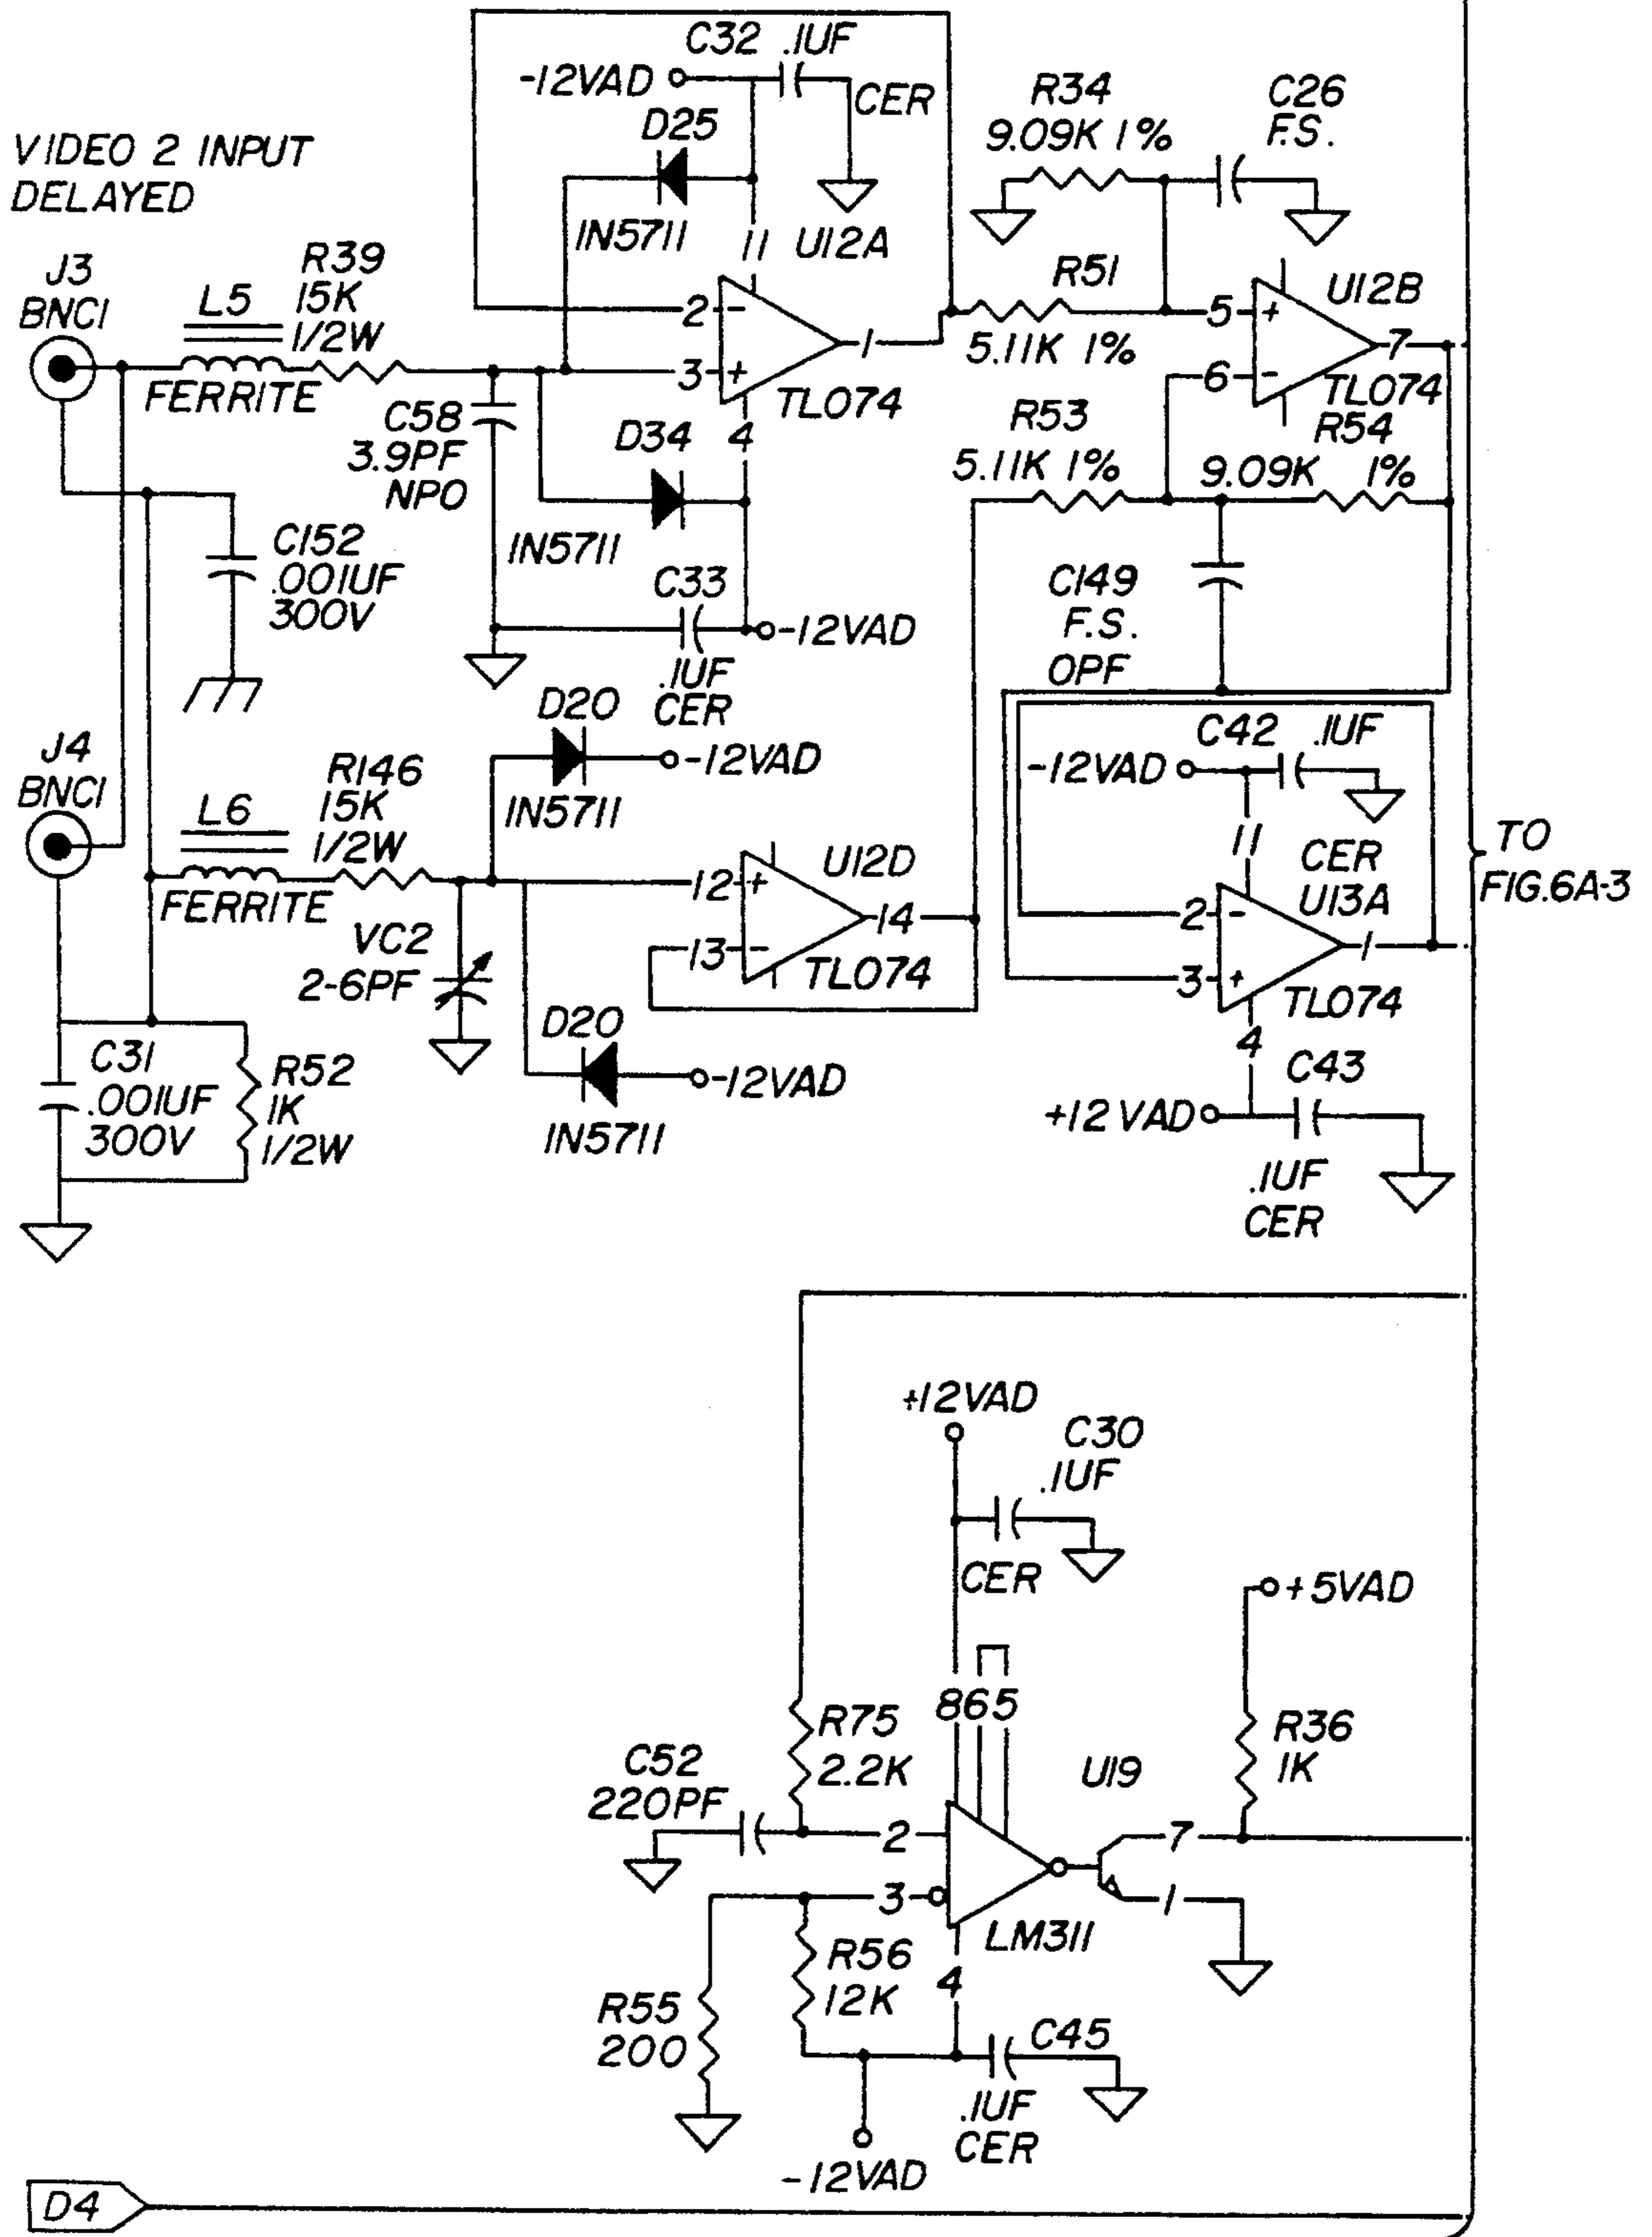 VIDEO 2 INPUT
DELAYED
C32 .1UF
-12VAD
CER
D25
IN5711
11
U12A
J3
BNC1
L5
FERRITE
R39
15K
1/2W
2
-
3
+
1
TL074
4
C58
3.9PF
NPO
D34
IN5711
C33
.1UF
CER
-12VAD
C152
.001UF
300V
R34
9.09K 1%
C26
F.S.
R51
5.11K 1%
5
+
6
-
7
U12B
TL074
R53
5.11K 1%
R54
9.09K 1%
C149
F.S.
0PF
J4
BNC1
L6
FERRITE
R146
15K
1/2W
D20
IN5711
-12VAD
VC2
2-6PF
12
+
13
-
14
U12D
TL074
D20
IN5711
-12VAD
C31
.001UF
300V
R52
1K
1/2W
C42 .1UF
-12VAD
11
CER
U13A
2
-
3
+
1
TL074
4
C43
+12VAD
.1UF
CER
TO
FIG.6A-3
+12VAD
C30
.1UF
CER
+5VAD
865
R75
2.2K
R36
1K
C52
220PF
U19
2
7
3
1
LM311
R56
12K
4
R55
200
C45
.1UF
CER
-12VAD
D4